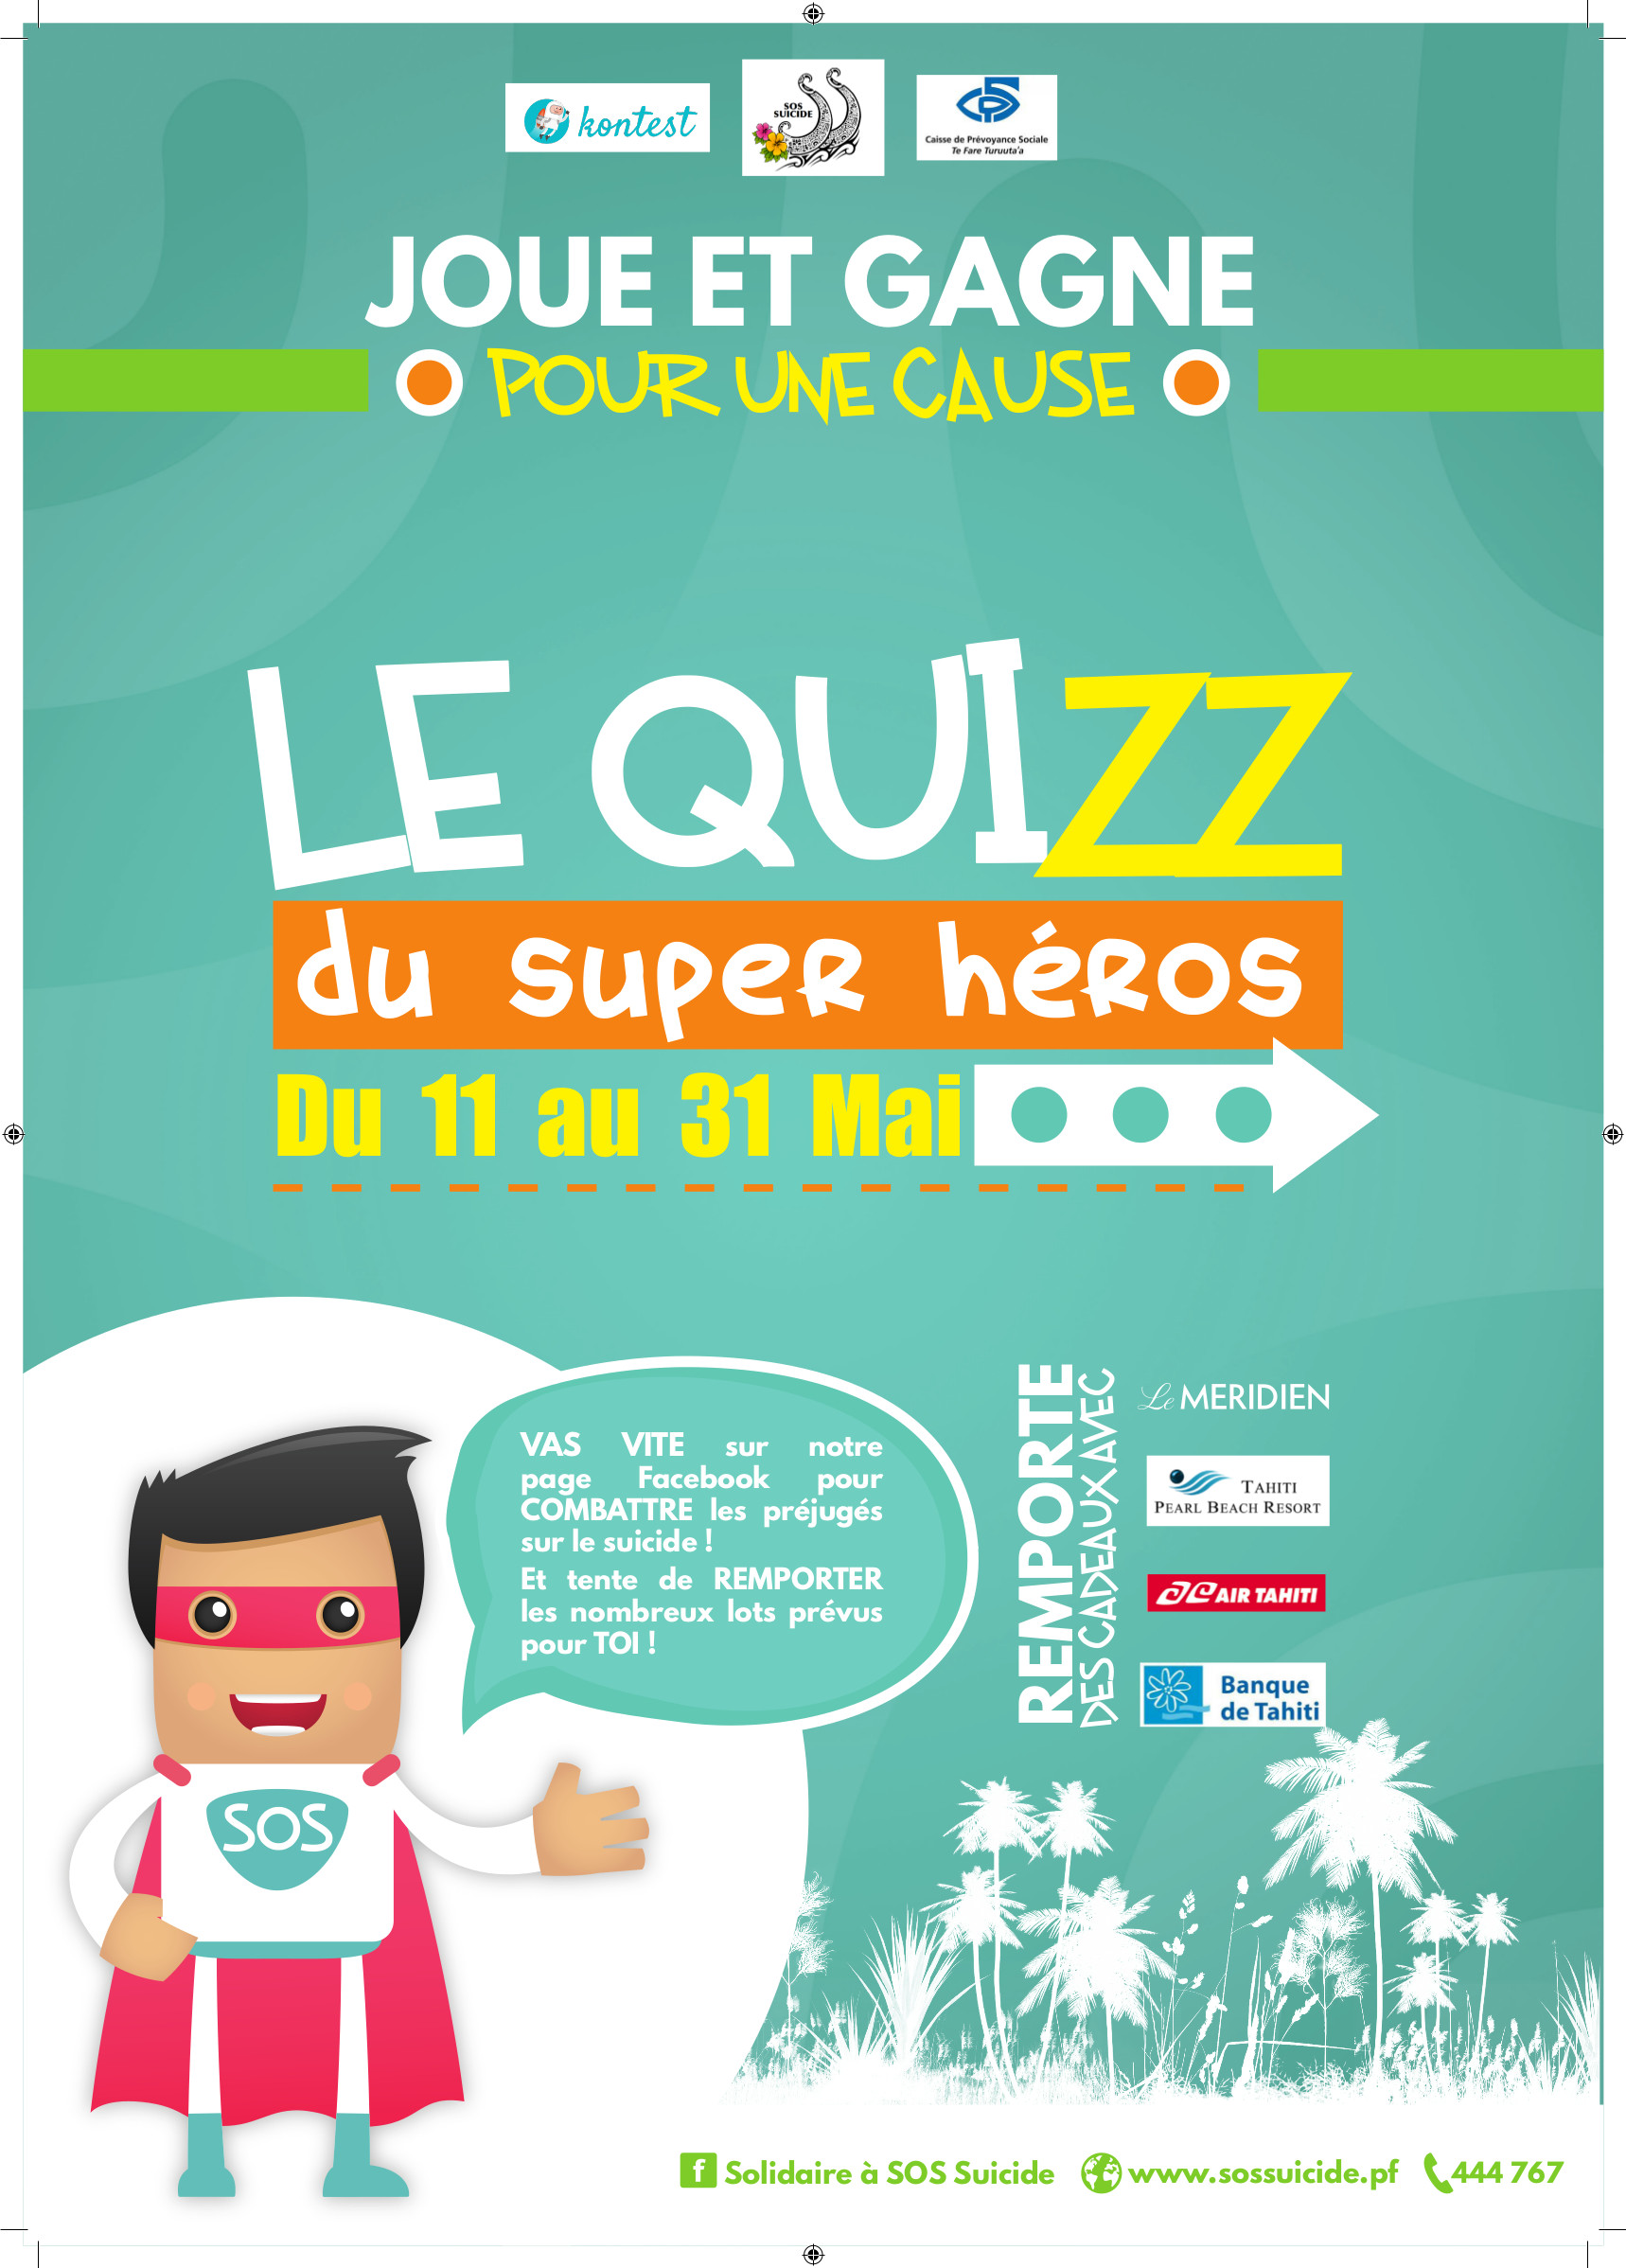 kontest
SOS
SUICIDE
CPS
Caisse de Prévoyance Sociale
Te Fare Turuuta'a
JOUE ET GAGNE
POUR UNE CAUSE
LE QUIZZ
du super héros
Du 11 au 31 Mai
VAS VITE sur notre
page Facebook pour
COMBATTRE les préjugés
sur le suicide !
Et tente de REMPORTER
les nombreux lots prévus
pour TOI !
REMPORTE
DES CADEAUX AVEC
Le MERIDIEN
TAHITI
PEARL BEACH RESORT
AIR TAHITI
Banque
de Tahiti
SOS
f Solidaire à SOS Suicide
www.sossuicide.pf
444 767